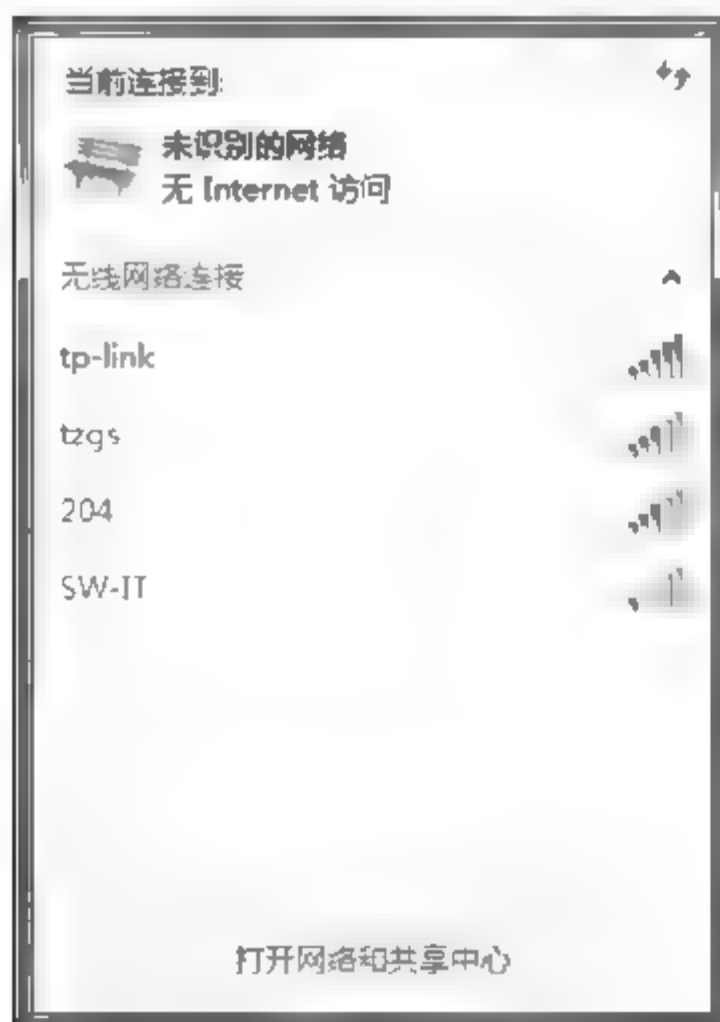 当前连接到:
未识别的网络
无 Internet 访问
无线网络连接
tp-link
tzgs
204
SW-IT
打开网络和共享中心